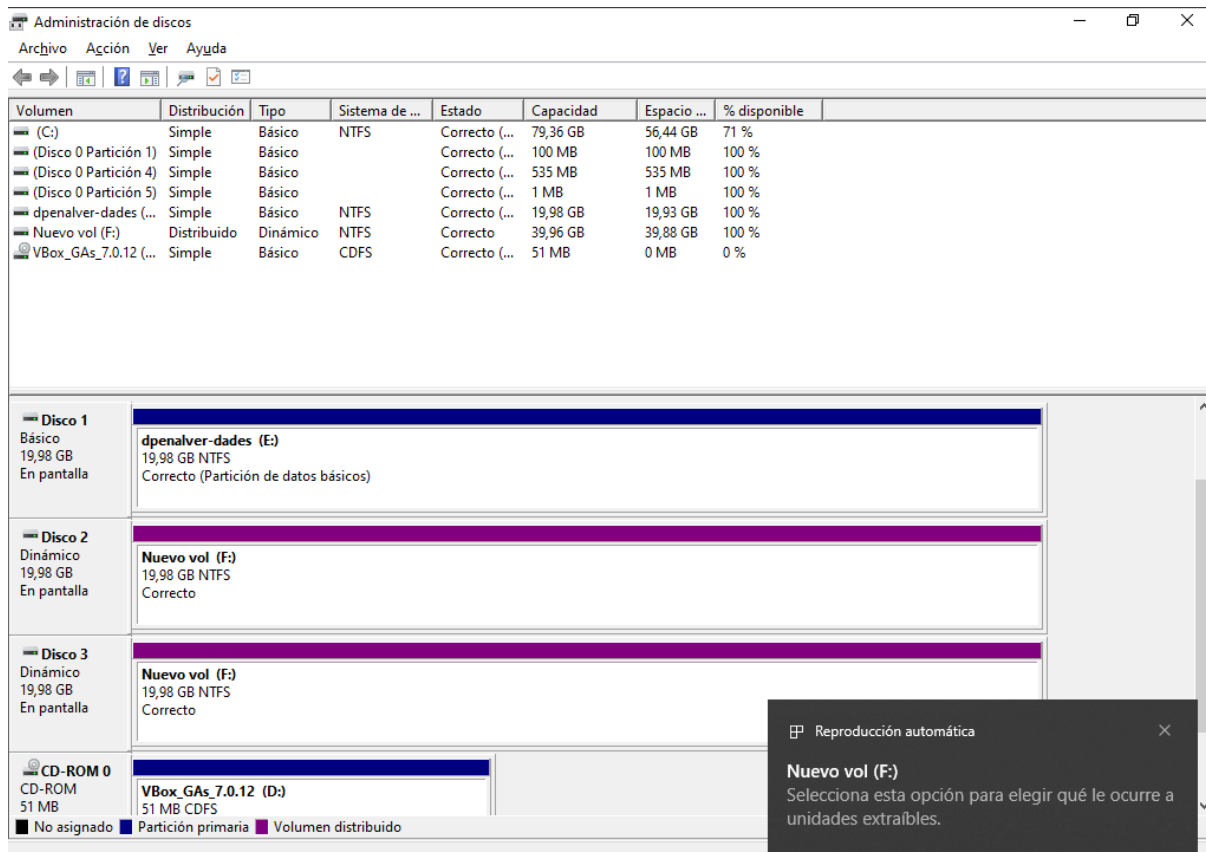 Administración de discos
Archivo Acción Ver Ayuda
Volumen Distribución Tipo Sistema de ... Estado Capacidad Espacio ... % disponible
(C:) Simple Básico NTFS Correcto (... 79,36 GB 56,44 GB 71 %
(Disco 0 Partición 1) Simple Básico Correcto (... 100 MB 100 MB 100 %
(Disco 0 Partición 4) Simple Básico Correcto (... 535 MB 535 MB 100 %
(Disco 0 Partición 5) Simple Básico Correcto (... 1 MB 1 MB 100 %
dpenalver-dades (... Simple Básico NTFS Correcto (... 19,98 GB 19,93 GB 100 %
Nuevo vol (F:) Distribuido Dinámico NTFS Correcto 39,96 GB 39,88 GB 100 %
VBox_GAs_7.0.12 (... Simple Básico CDFS Correcto (... 51 MB 0 MB 0 %
Disco 1
Básico
19,98 GB
En pantalla
dpenalver-dades (E:)
19,98 GB NTFS
Correcto (Partición de datos básicos)
Disco 2
Dinámico
19,98 GB
En pantalla
Nuevo vol (F:)
19,98 GB NTFS
Correcto
Disco 3
Dinámico
19,98 GB
En pantalla
Nuevo vol (F:)
19,98 GB NTFS
Correcto
CD-ROM 0
CD-ROM
51 MB
VBox_GAs_7.0.12 (D:)
51 MB CDFS
No asignado Partición primaria Volumen distribuido
Reproducción automática
Nuevo vol (F:)
Selecciona esta opción para elegir qué le ocurre a
unidades extraíbles.